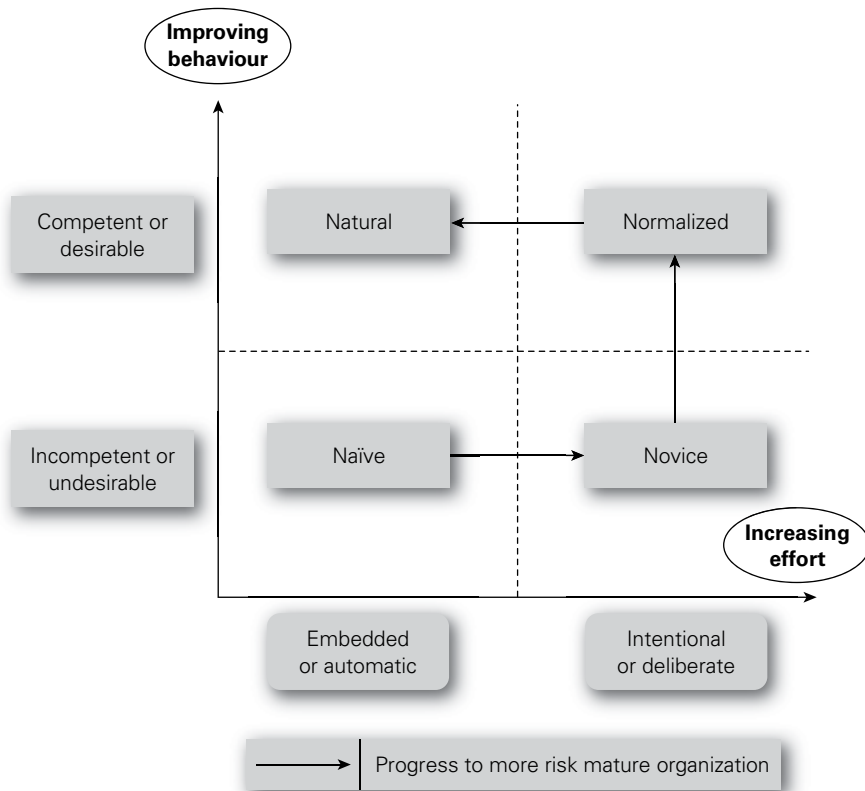 Improving
behaviour
Competent or
desirable
Natural
Normalized
Incompetent or
undesirable
Naïve
Novice
Increasing
effort
Embedded
or automatic
Intentional
or deliberate
Progress to more risk mature organization